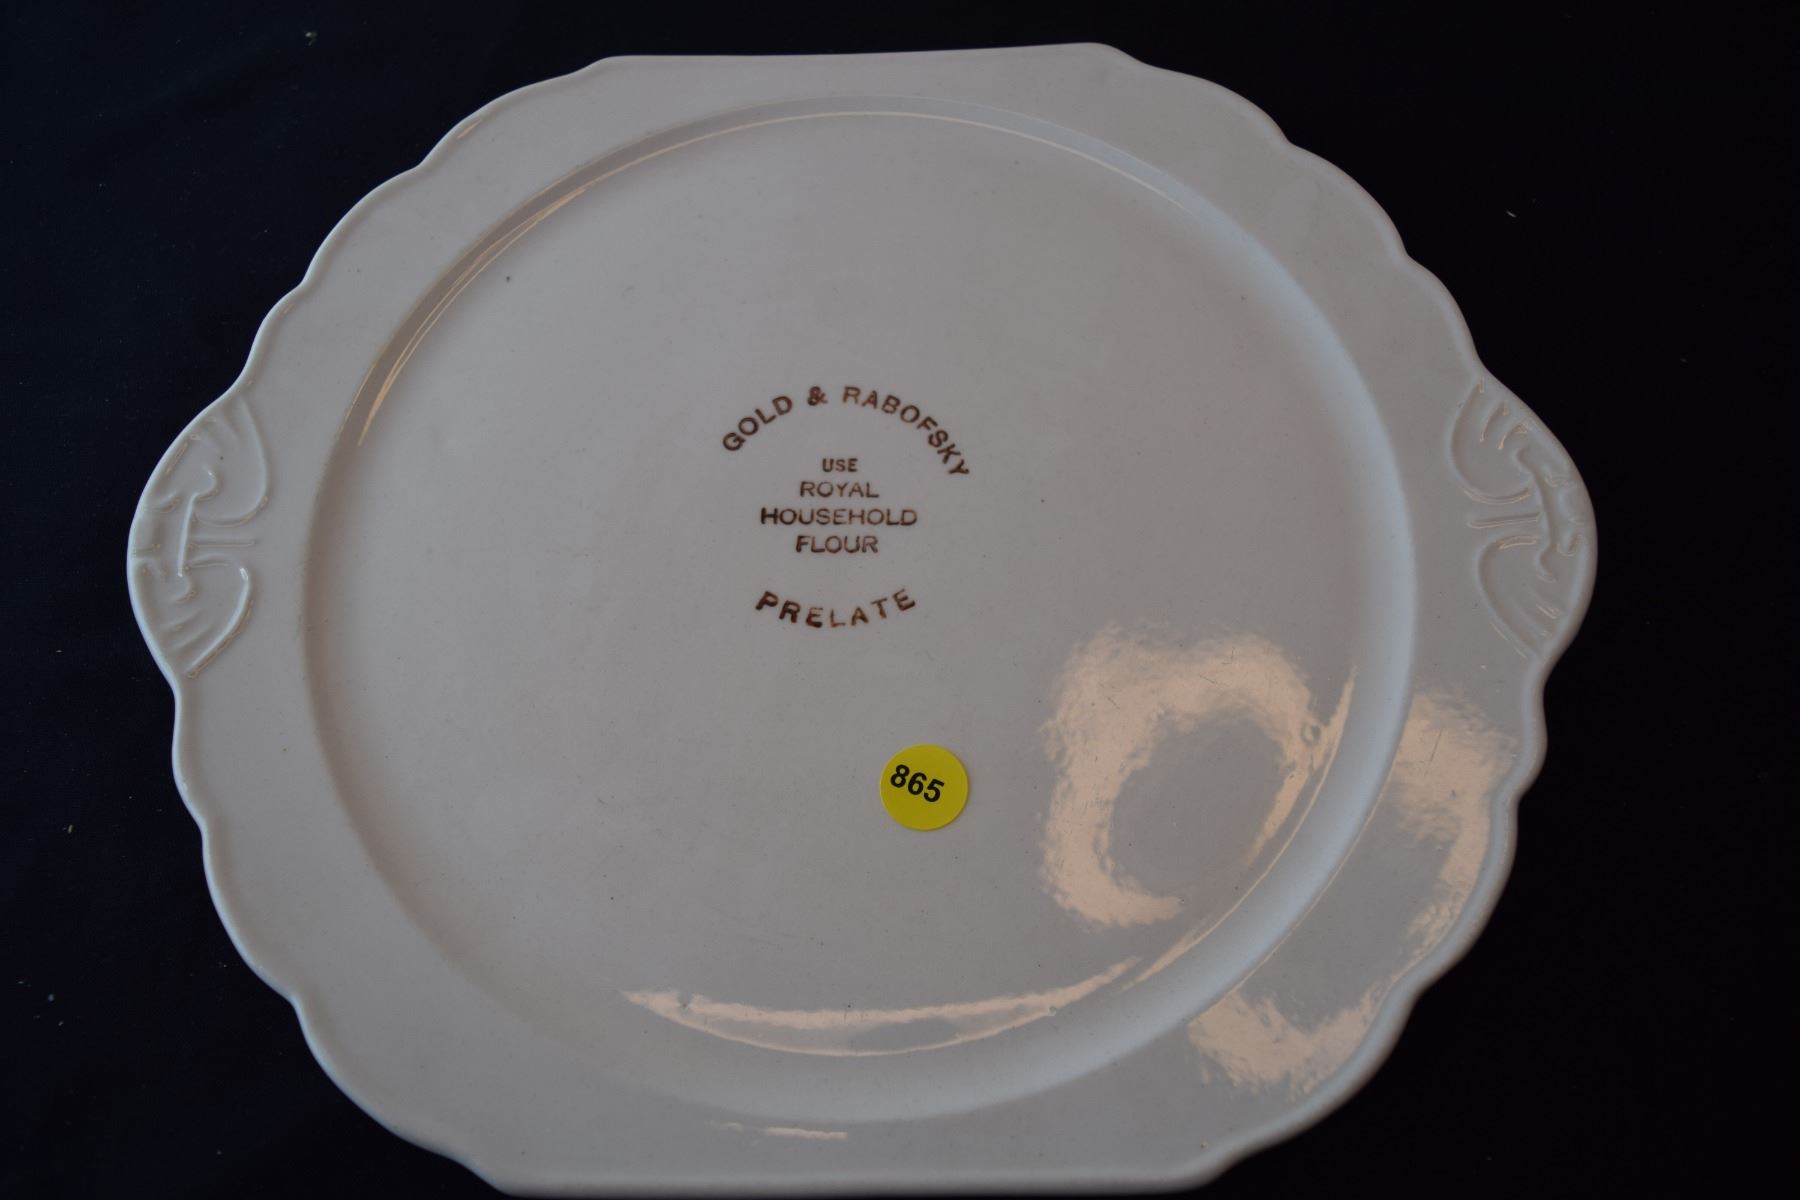 GOLD & RABOFSKY
USE
ROYAL
HOUSEHOLD
FLOUR
PRELATE
865